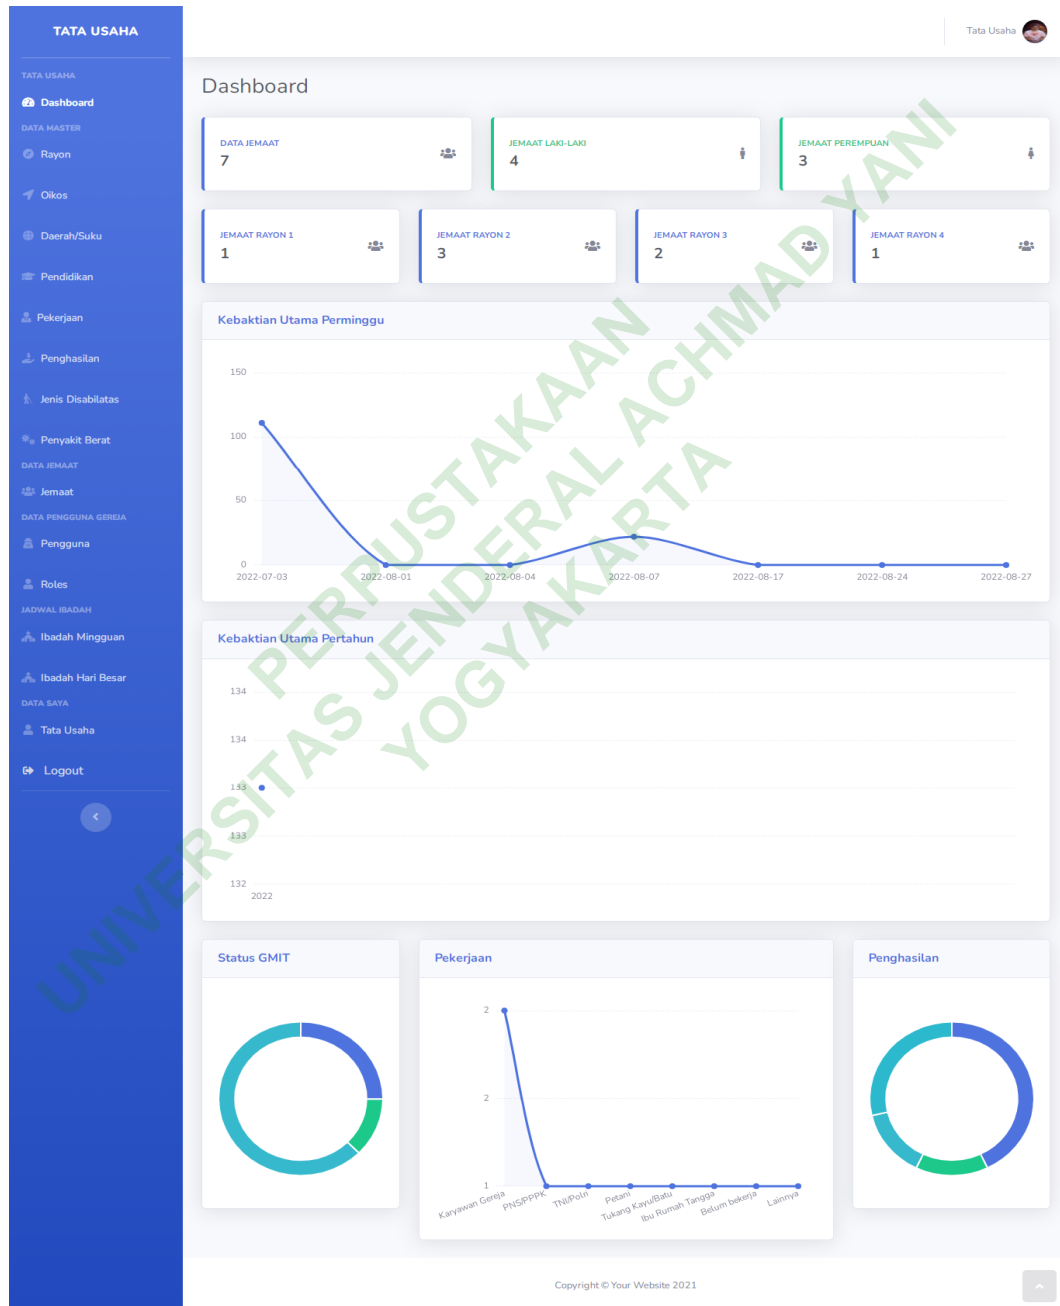 TATA USAHA
Tata Usaha
TATA USAHA
Dashboard
DATA MASTER
Rayon
Oikos
Daerah/Suku
Pendidikan
Pekerjaan
Penghasilan
Jenis Disabilatas
Penyakit Berat
DATA JEMAAT
Jemaat
DATA PENGGUNA GEREJA
Pengguna
Roles
JADWAL IBADAH
Ibadah Mingguan
Ibadah Hari Besar
DATA SAYA
Tata Usaha
Logout
Dashboard
DATA JEMAAT
7
JEMAAT LAKI-LAKI
4
JEMAAT PEREMPUAN
3
JEMAAT RAYON 1
1
JEMAAT RAYON 2
3
JEMAAT RAYON 3
2
JEMAAT RAYON 4
1
Kebaktian Utama Perminggu
150
100
50
0
2022-07-03 2022-08-01 2022-08-04 2022-08-07 2022-08-17 2022-08-24 2022-08-27
Kebaktian Utama Pertahun
134
134
133
133
132
2022
Status GMIT
Pekerjaan
2
2
1
Karyawan Gereja PNS/PPPK TNI/Polri Petani Tukang Kayu/Batu Ibu Rumah Tangga Belum bekerja Lainnya
Penghasilan
Copyright © Your Website 2021
PERPUSTAKAAN
UNIVERSITAS JENDERAL ACHMAD YANI
YOGYAKARTA